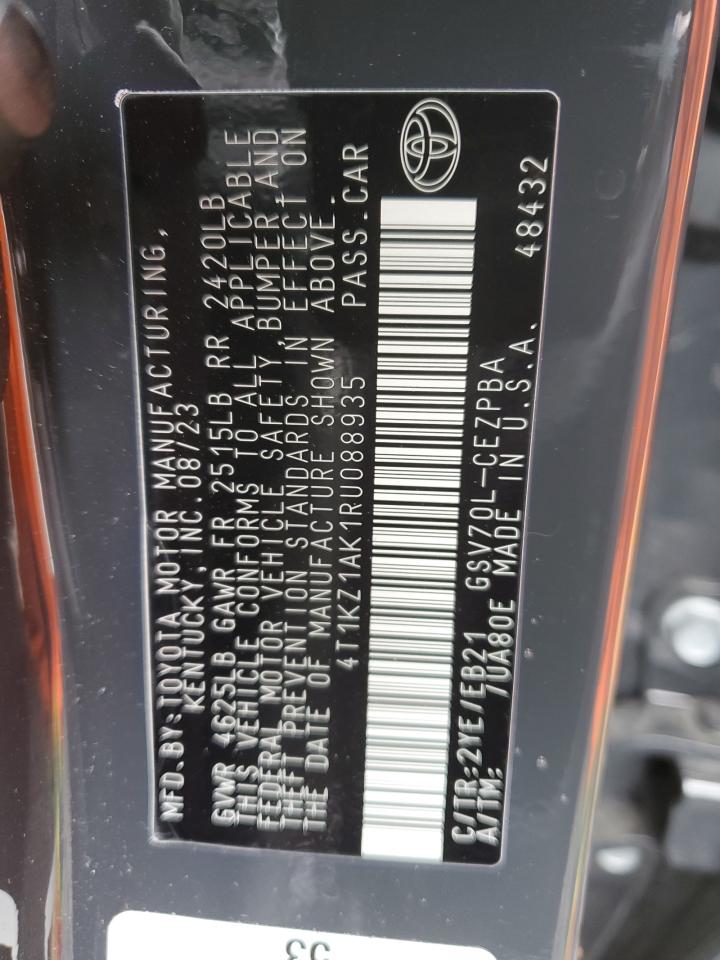 MFD.BY:TOYOTA MOTOR MANUFACTURING,
KENTUCKY,INC.08/23
GVWR 4625LB GAWR FR 2515LB RR 2420LB
THIS VEHICLE CONFORMS TO ALL APPLICABLE
FEDERAL MOTOR VEHICLE SAFETY,BUMPER,AND
THEFT PREVENTION STANDARDS IN EFFECT ON
THE DATE OF MANUFACTURE SHOWN ABOVE.
4T1KZ1AK1RU088935 PASS.CAR
C/TR:2YE/EB21 GSV70L-CEZPBA
A/TM: /UA80E MADE IN U.S.A.
48432
53